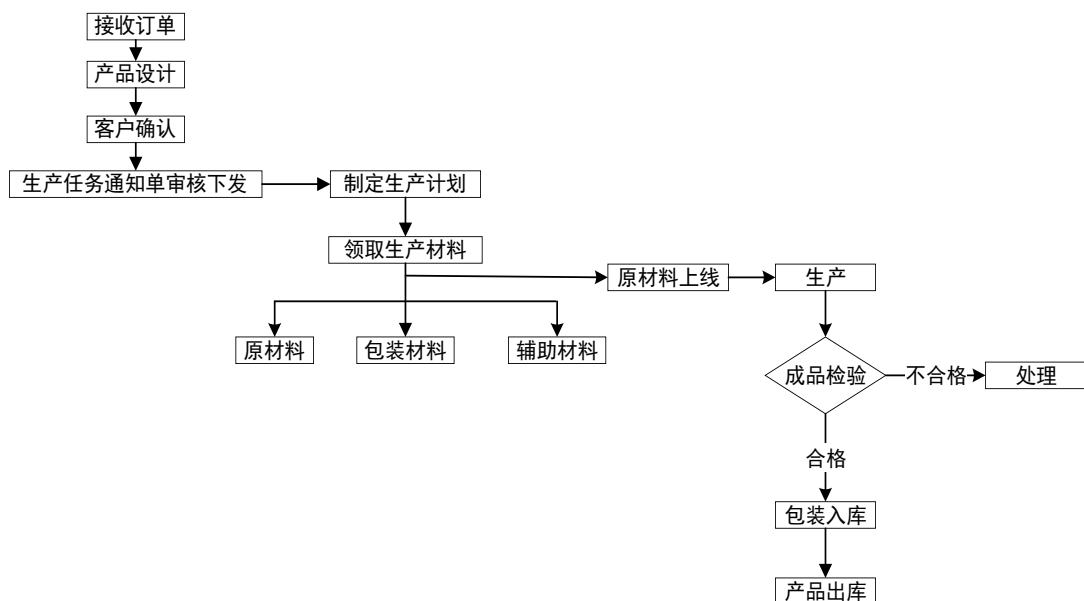 接收订单
产品设计
客户确认
生产任务通知单审核下发
制定生产计划
领取生产材料
原材料上线
生产
原材料
包装材料
辅助材料
成品检验
不合格
处理
合格
包装入库
产品出库